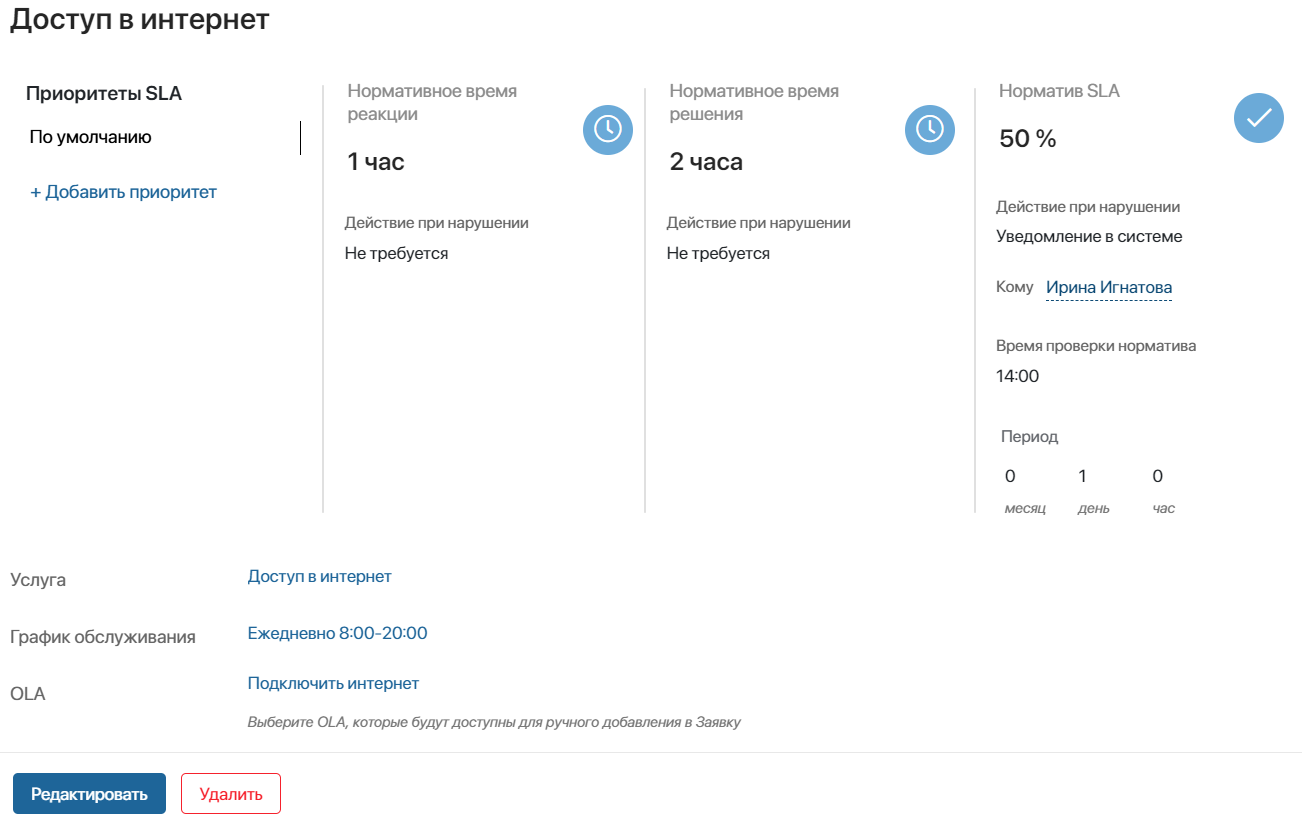 Доступ в интернет
Приоритеты SLA
По умолчанию
+ Добавить приоритет
Нормативное время
реакции
1 час
Действие при нарушении
Не требуется
Нормативное время
решения
2 часа
Действие при нарушении
Не требуется
Норматив SLA
50 %
Действие при нарушении
Уведомление в системе
Кому Ирина Игнатова
Время проверки норматива
14:00
Период
0 1 0
месяц день час
Услуга Доступ в интернет
График обслуживания Ежедневно 8:00-20:00
OLA Подключить интернет
Выберите OLA, которые будут доступны для ручного добавления в Заявку
Редактировать Удалить